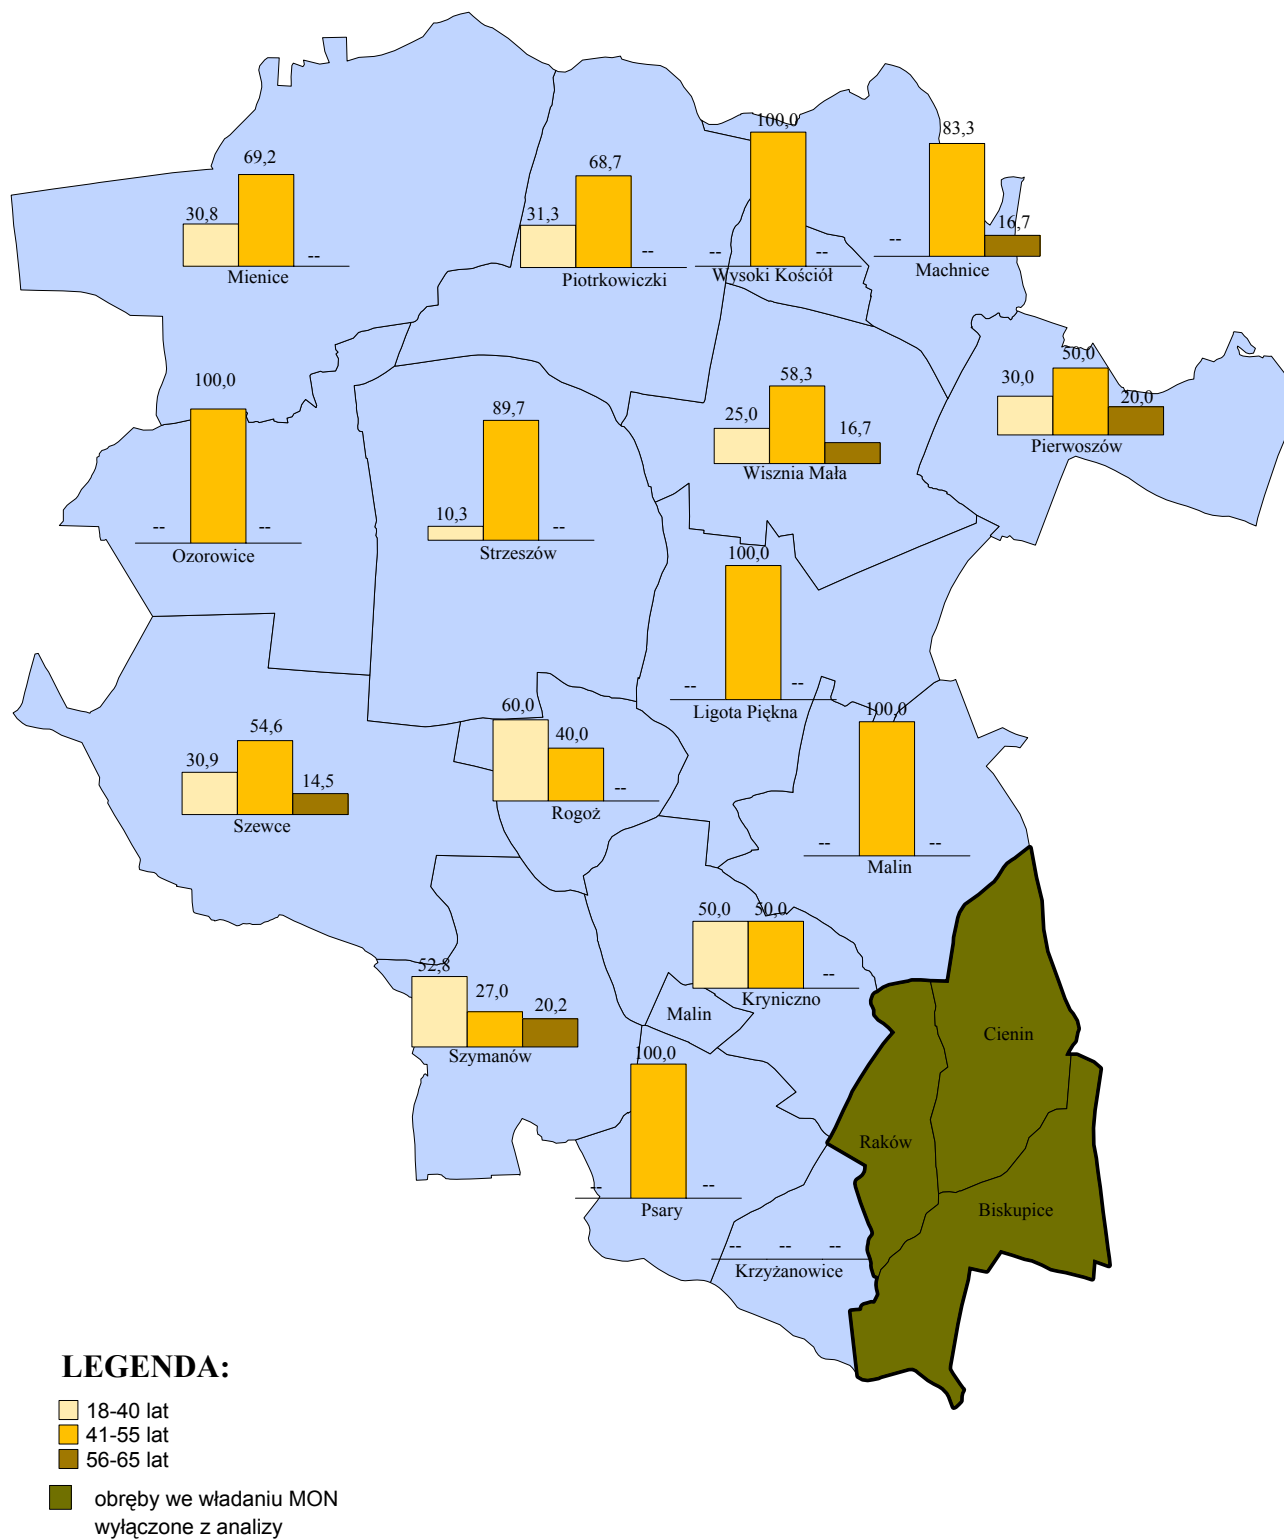 100,0
83,3
69,2
68,7
30,8
31,3
16,7
--
--
--
--
--
Mienice
Piotrkowiczki
Wysoki Kościół
Machnice
50,0
30,0
20,0
Pierwoszów
100,0
58,3
25,0
16,7
Wisznia Mała
89,7
10,3
--
--
--
Ozorowice
Strzeszów
100,0
--
--
Ligota Piękna
60,0
40,0
--
Rogoż
54,6
30,9
14,5
Szewce
100,0
--
--
Malin
50,0
50,0
--
Kryniczno
52,8
27,0
20,2
Szymanów
Malin
Cienin
100,0
--
--
Psary
Raków
Biskupice
--
--
--
Krzyżanowice
LEGENDA:
18-40 lat
41-55 lat
56-65 lat
obręby we władaniu MON
wyłączone z analizy